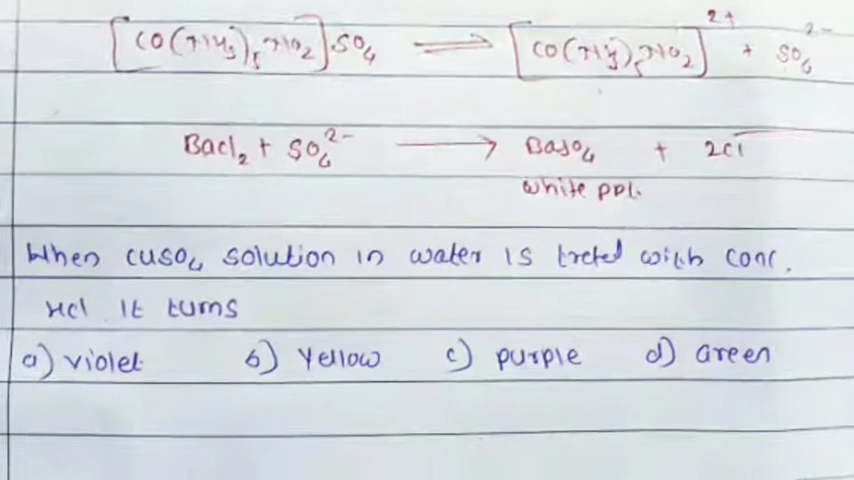 [CO(NH3)5NO2]SO4 ⇌ [CO(NH3)5NO2]2+ + SO4 2-
Bacl2 + SO4 2- → BaSO4 + 2Cl
white ppt.
When CUSO4 solution in water is treted with conc.
Hcl It turns
a) violet b) Yellow c) purple d) Green